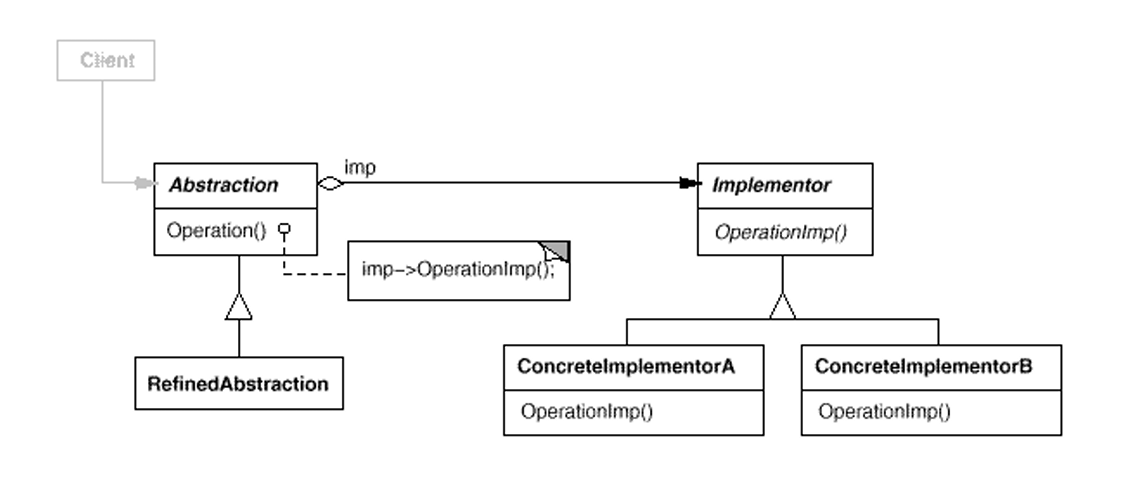 Client
imp
Abstraction
Implementor
Operation()
OperationImp()
imp–>OperationImp();
RefinedAbstraction
ConcreteImplementorA
ConcreteImplementorB
OperationImp()
OperationImp()